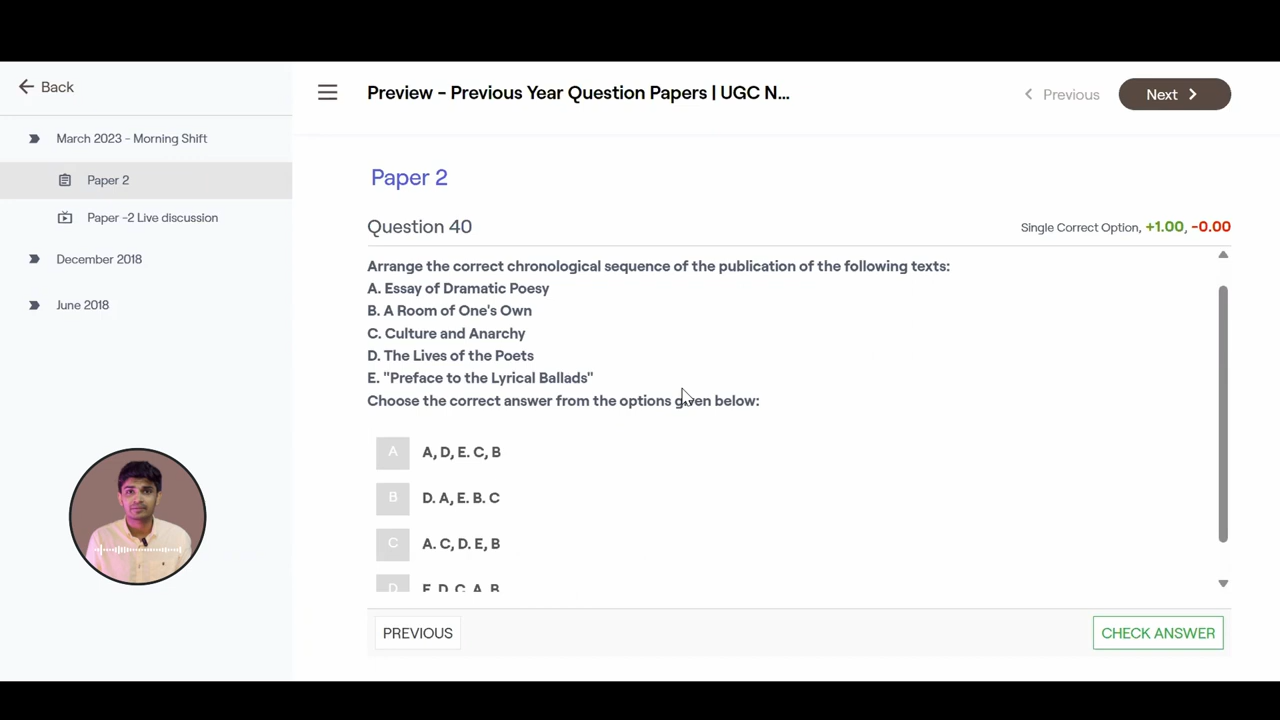 Back
March 2023 - Morning Shift
Paper 2
Paper -2 Live discussion
December 2018
June 2018
Preview - Previous Year Question Papers | UGC N...
Previous
Next
Paper 2
Question 40
Single Correct Option, +1.00, -0.00
Arrange the correct chronological sequence of the publication of the following texts:
A. Essay of Dramatic Poesy
B. A Room of One's Own
C. Culture and Anarchy
D. The Lives of the Poets
E. "Preface to the Lyrical Ballads"
Choose the correct answer from the options given below:
A A, D, E. C, B
B D. A, E. B. C
C A. C, D. E, B
D E, D, C, A, B
PREVIOUS
CHECK ANSWER